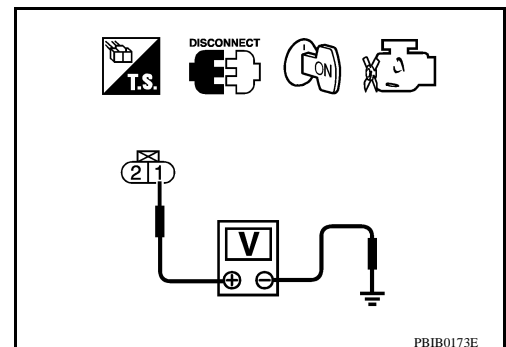 T.S.
DISCONNECT
ON
2 1
V
+ −
PBIB0173E